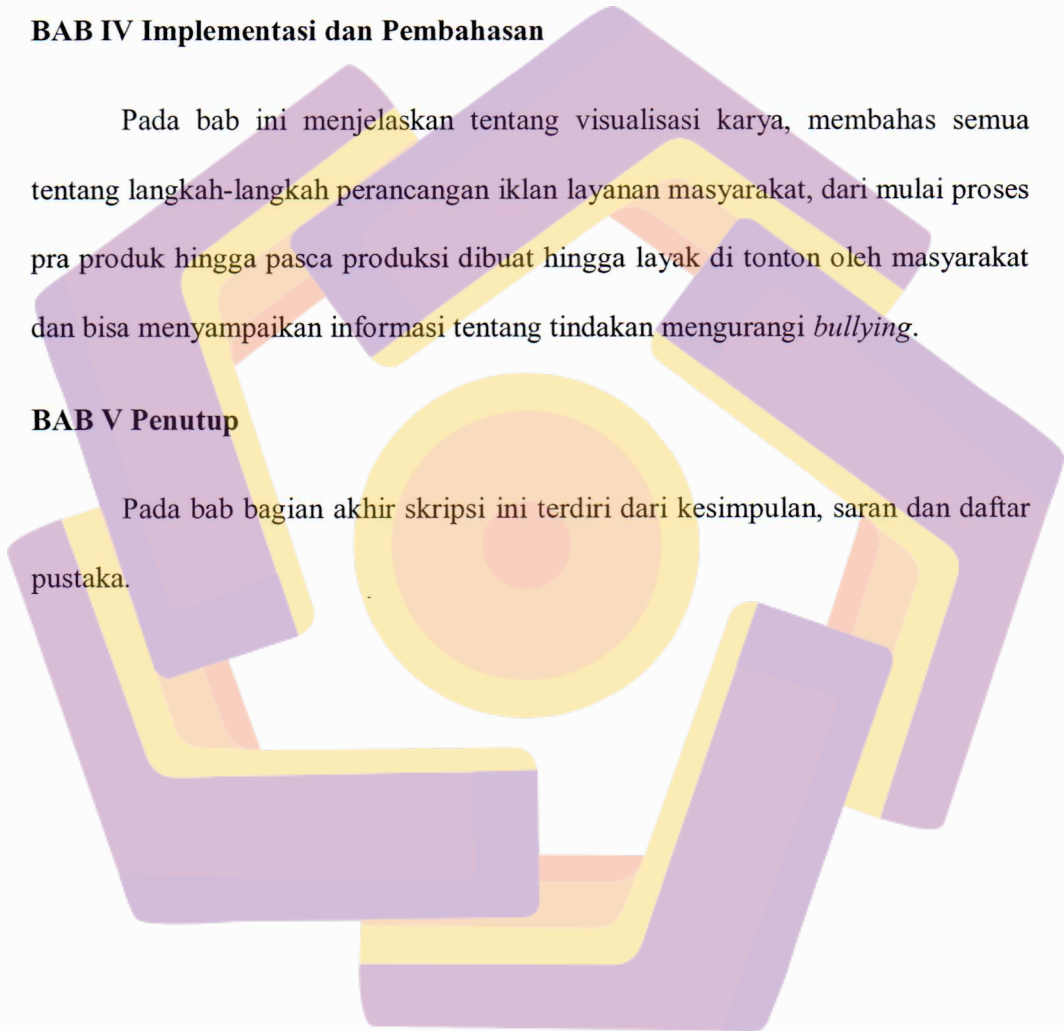 BAB IV Implementasi dan Pembahasan
Pada bab ini menjelaskan tentang visualisasi karya, membahas semua
tentang langkah-langkah perancangan iklan layanan masyarakat, dari mulai proses
pra produk hingga pasca produksi dibuat hingga layak di tonton oleh masyarakat
dan bisa menyampaikan informasi tentang tindakan mengurangi bullying.
BAB V Penutup
Pada bab bagian akhir skripsi ini terdiri dari kesimpulan, saran dan daftar
pustaka.